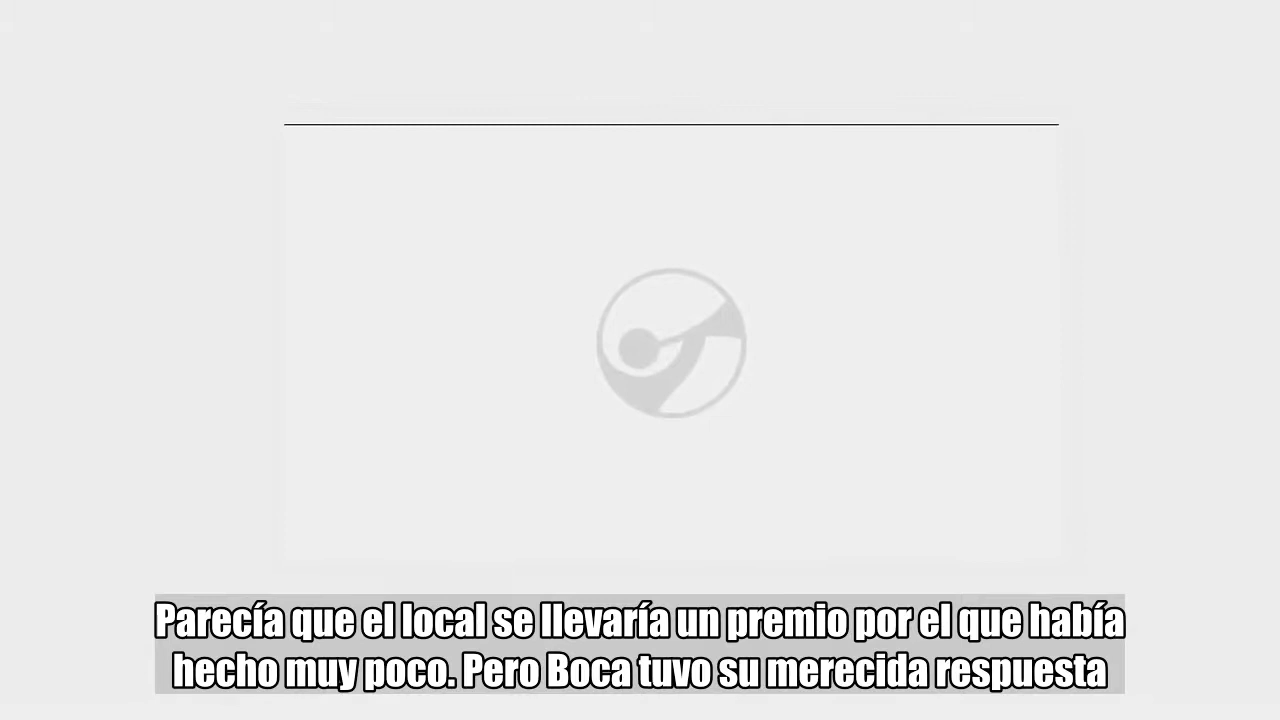 Parecía que el local se llevaría un premio por el que había
hecho muy poco. Pero Boca tuvo su merecida respuesta